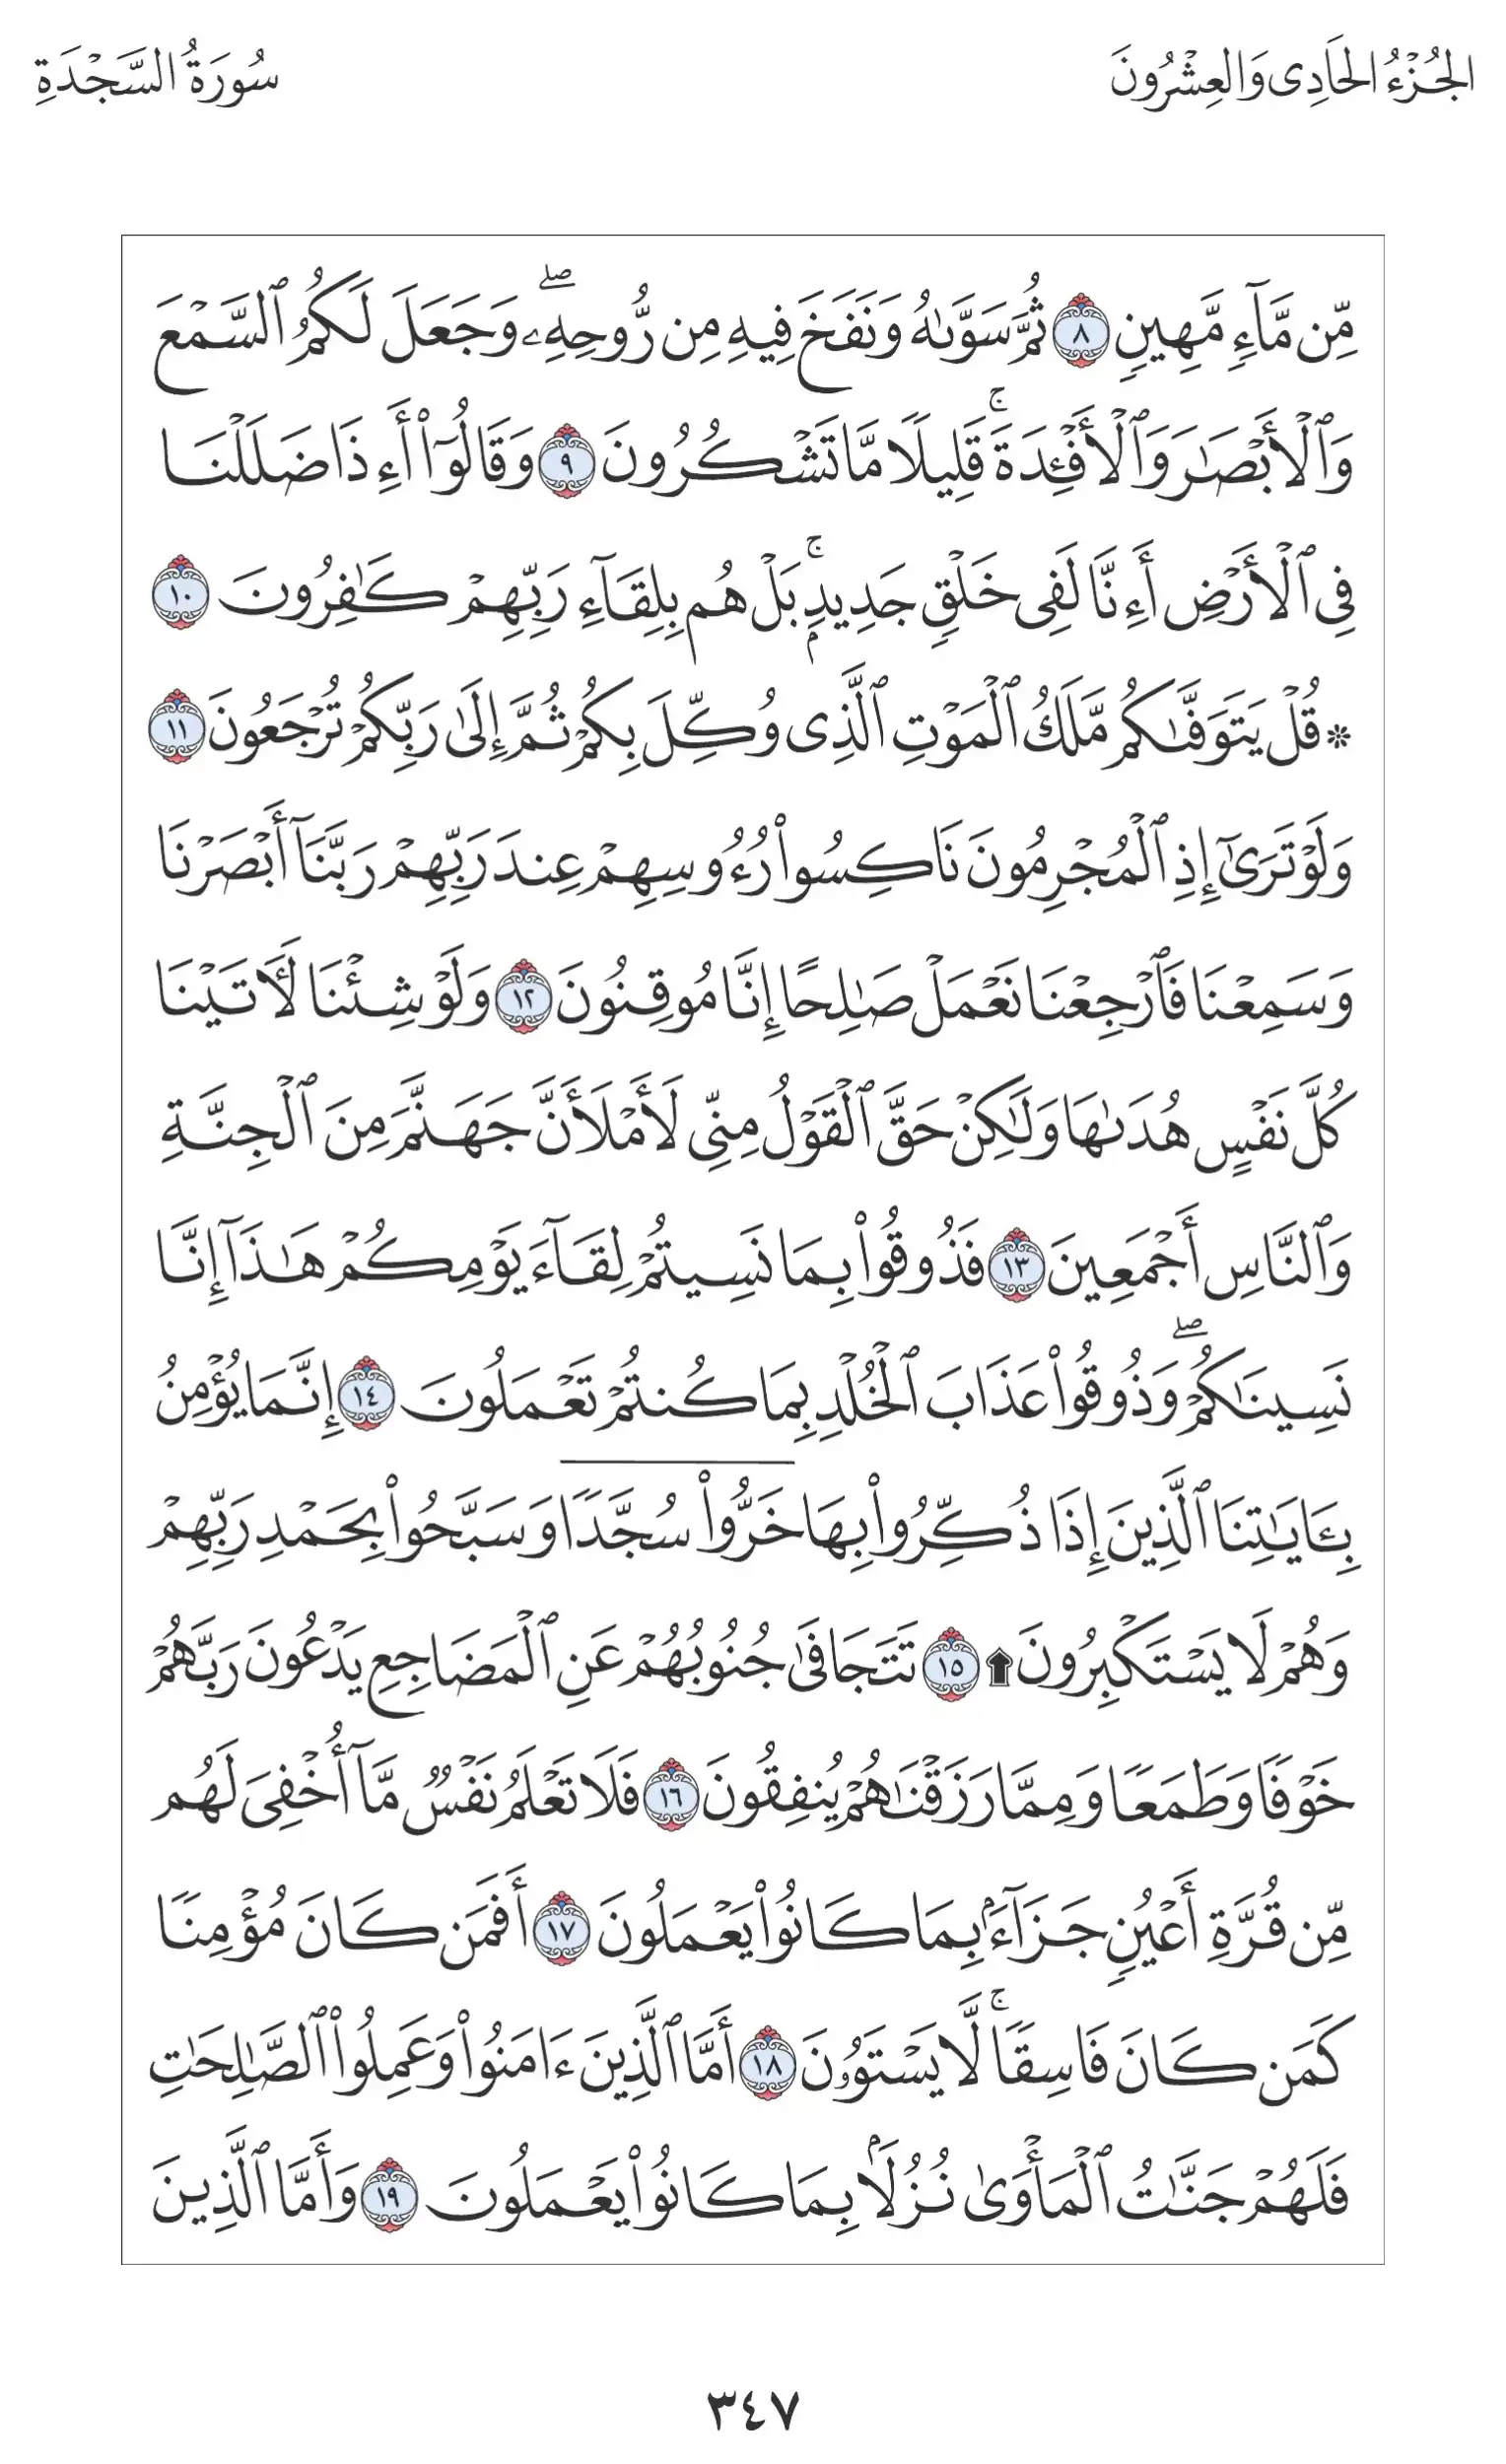 الجُزْءُ الحَادِى وَالعِشْرُونَ
سُورَةُ السَّجْدَةِ
مِّن مَّآءٖ مَّهِينٖ ٨ ثُمَّ سَوَّىٰهُ وَنَفَخَ فِيهِ مِن رُّوحِهِۦۖ وَجَعَلَ لَكُمُ ٱلسَّمۡعَ
وَٱلۡأَبۡصَٰرَ وَٱلۡأَفۡـِٔدَةَۚ قَلِيلٗا مَّا تَشۡكُرُونَ ٩ وَقَالُوٓاْ أَءِذَا ضَلَلۡنَا
فِي ٱلۡأَرۡضِ أَءِنَّا لَفِي خَلۡقٖ جَدِيدِۭۚ بَلۡ هُم بِلِقَآءِ رَبِّهِمۡ كَٰفِرُونَ ١٠
۞ قُلۡ يَتَوَفَّىٰكُم مَّلَكُ ٱلۡمَوۡتِ ٱلَّذِي وُكِّلَ بِكُمۡ ثُمَّ إِلَىٰ رَبِّكُمۡ تُرۡجَعُونَ ١١
وَلَوۡ تَرَىٰٓ إِذِ ٱلۡمُجۡرِمُونَ نَاكِسُواْ رُءُوسِهِمۡ عِندَ رَبِّهِمۡ رَبَّنَآ أَبۡصَرۡنَا
وَسَمِعۡنَا فَٱرۡجِعۡنَا نَعۡمَلۡ صَٰلِحًا إِنَّا مُوقِنُونَ ١٢ وَلَوۡ شِئۡنَا لَأٓتَيۡنَا
كُلَّ نَفۡسٍ هُدَىٰهَا وَلَٰكِنۡ حَقَّ ٱلۡقَوۡلُ مِنِّي لَأَمۡلَأَنَّ جَهَنَّمَ مِنَ ٱلۡجِنَّةِ
وَٱلنَّاسِ أَجۡمَعِينَ ١٣ فَذُوقُواْ بِمَا نَسِيتُمۡ لِقَآءَ يَوۡمِكُمۡ هَٰذَآ إِنَّا
نَسِينَٰكُمۡۖ وَذُوقُواْ عَذَابَ ٱلۡخُلۡدِ بِمَا كُنتُمۡ تَعۡمَلُونَ ١٤ إِنَّمَا يُؤۡمِنُ
بِـَٔايَٰتِنَا ٱلَّذِينَ إِذَا ذُكِّرُواْ بِهَا خَرُّواْ سُجَّدٗا وَسَبَّحُواْ بِحَمۡدِ رَبِّهِمۡ
وَهُمۡ لَا يَسۡتَكۡبِرُونَ ١٥ تَتَجَافَىٰ جُنُوبُهُمۡ عَنِ ٱلۡمَضَاجِعِ يَدۡعُونَ رَبَّهُمۡ
خَوۡفٗا وَطَمَعٗا وَمِمَّا رَزَقۡنَٰهُمۡ يُنفِقُونَ ١٦ فَلَا تَعۡلَمُ نَفۡسٞ مَّآ أُخۡفِيَ لَهُم
مِّن قُرَّةِ أَعۡيُنٖ جَزَآءَۢ بِمَا كَانُواْ يَعۡمَلُونَ ١٧ أَفَمَن كَانَ مُؤۡمِنٗا
كَمَن كَانَ فَاسِقٗاۚ لَّا يَسۡتَوُۥنَ ١٨ أَمَّا ٱلَّذِينَ ءَامَنُواْ وَعَمِلُواْ ٱلصَّٰلِحَٰتِ
فَلَهُمۡ جَنَّٰتُ ٱلۡمَأۡوَىٰ نُزُلَۢا بِمَا كَانُواْ يَعۡمَلُونَ ١٩ وَأَمَّا ٱلَّذِينَ
٣٤٧